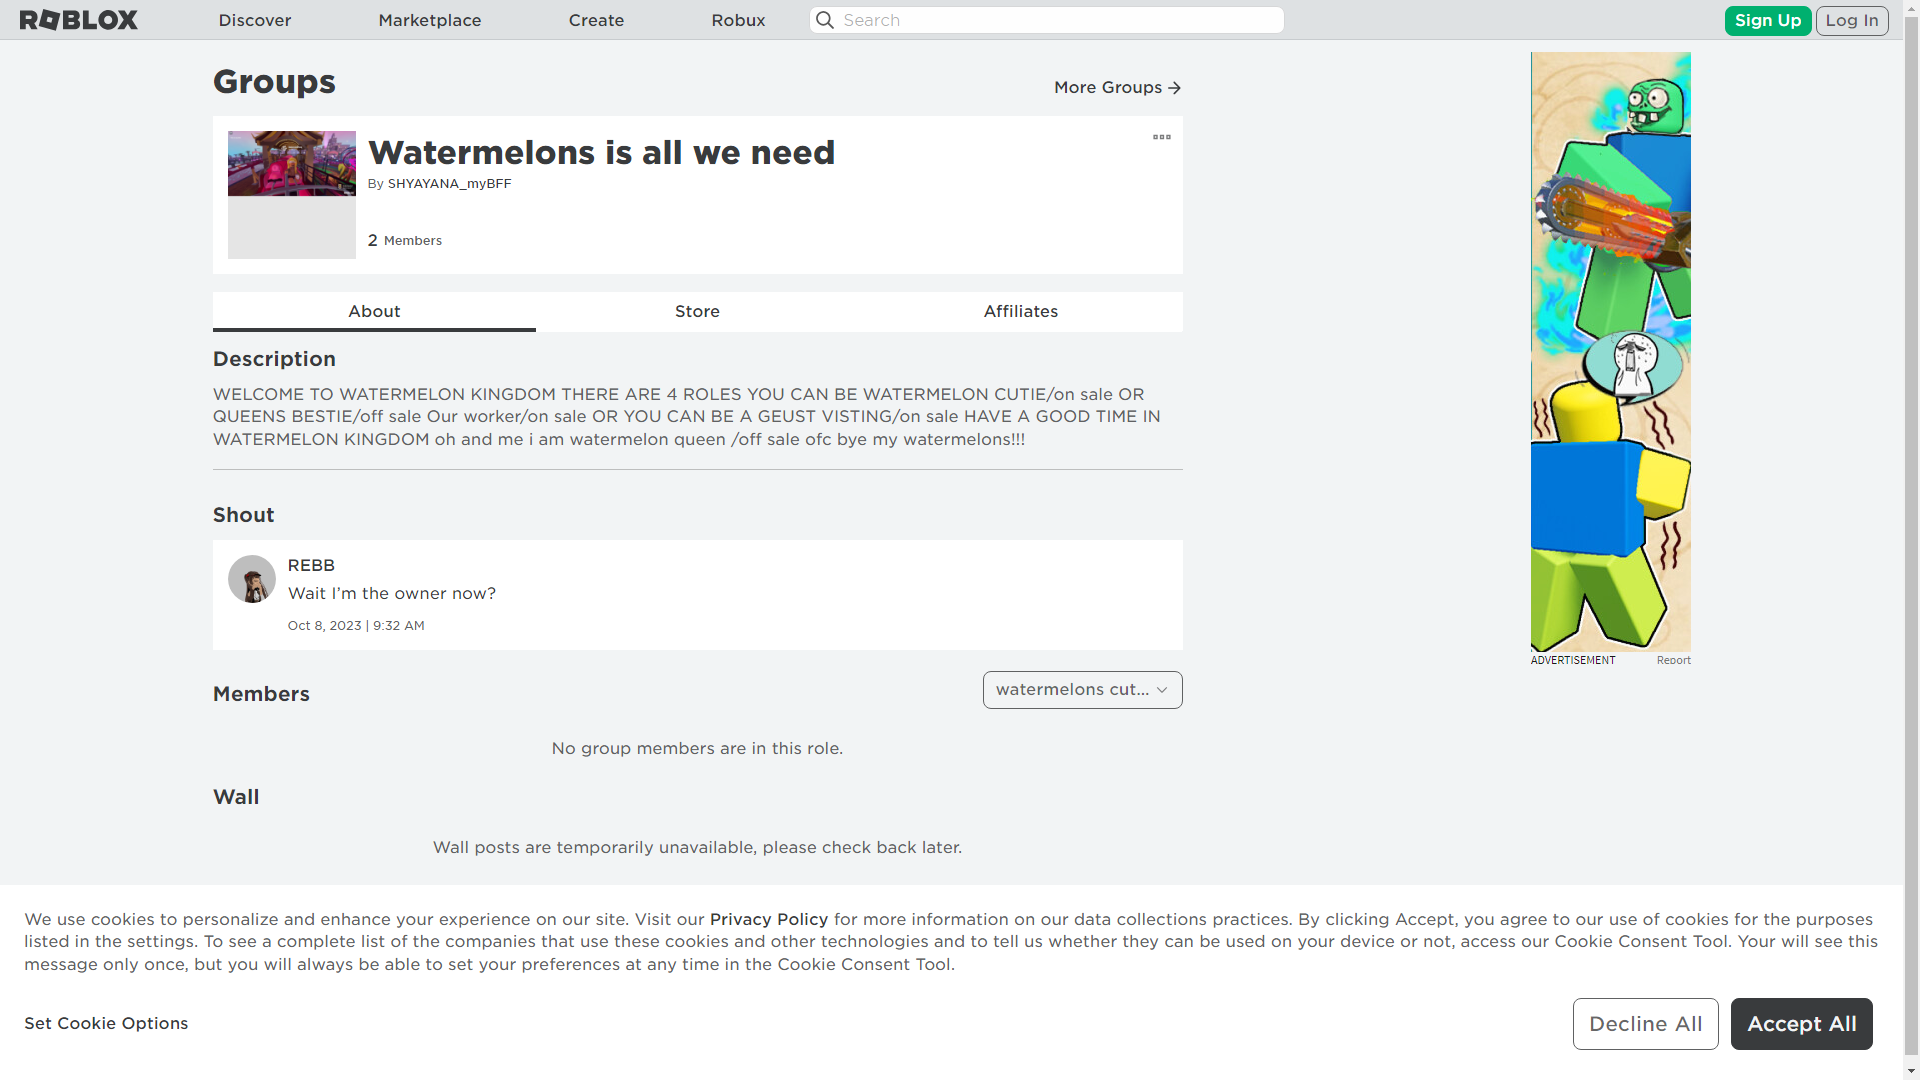 ROBLOX
Discover
Marketplace
Create
Robux
Search
Sign Up
Log In
Groups
More Groups
Watermelons is all we need
By SHYAYANA_myBFF
2 Members
About
Store
Affiliates
Description
WELCOME TO WATERMELON KINGDOM THERE ARE 4 ROLES YOU CAN BE WATERMELON CUTIE/on sale OR
QUEENS BESTIE/off sale Our worker/on sale OR YOU CAN BE A GEUST VISTING/on sale HAVE A GOOD TIME IN
WATERMELON KINGDOM oh and me i am watermelon queen /off sale ofc bye my watermelons!!!
Shout
REBB
Wait I’m the owner now?
Oct 8, 2023 | 9:32 AM
ADVERTISEMENT
Report
Members
watermelons cut...
No group members are in this role.
Wall
Wall posts are temporarily unavailable, please check back later.
We use cookies to personalize and enhance your experience on our site. Visit our Privacy Policy for more information on our data collections practices. By clicking Accept, you agree to our use of cookies for the purposes
listed in the settings. To see a complete list of the companies that use these cookies and other technologies and to tell us whether they can be used on your device or not, access our Cookie Consent Tool. Your will see this
message only once, but you will always be able to set your preferences at any time in the Cookie Consent Tool.
Set Cookie Options
Decline All
Accept All